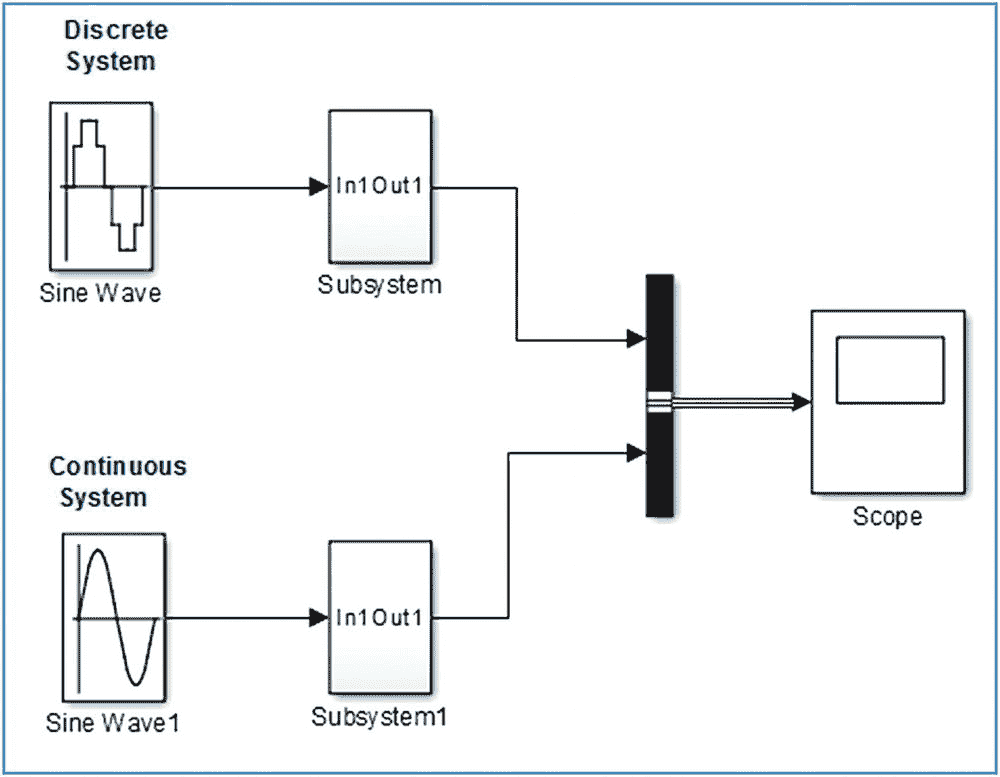 Discrete
System
In1Out1
Sine Wave
Subsystem
Continuous
System
Scope
In1Out1
Sine Wave1
Subsystem1